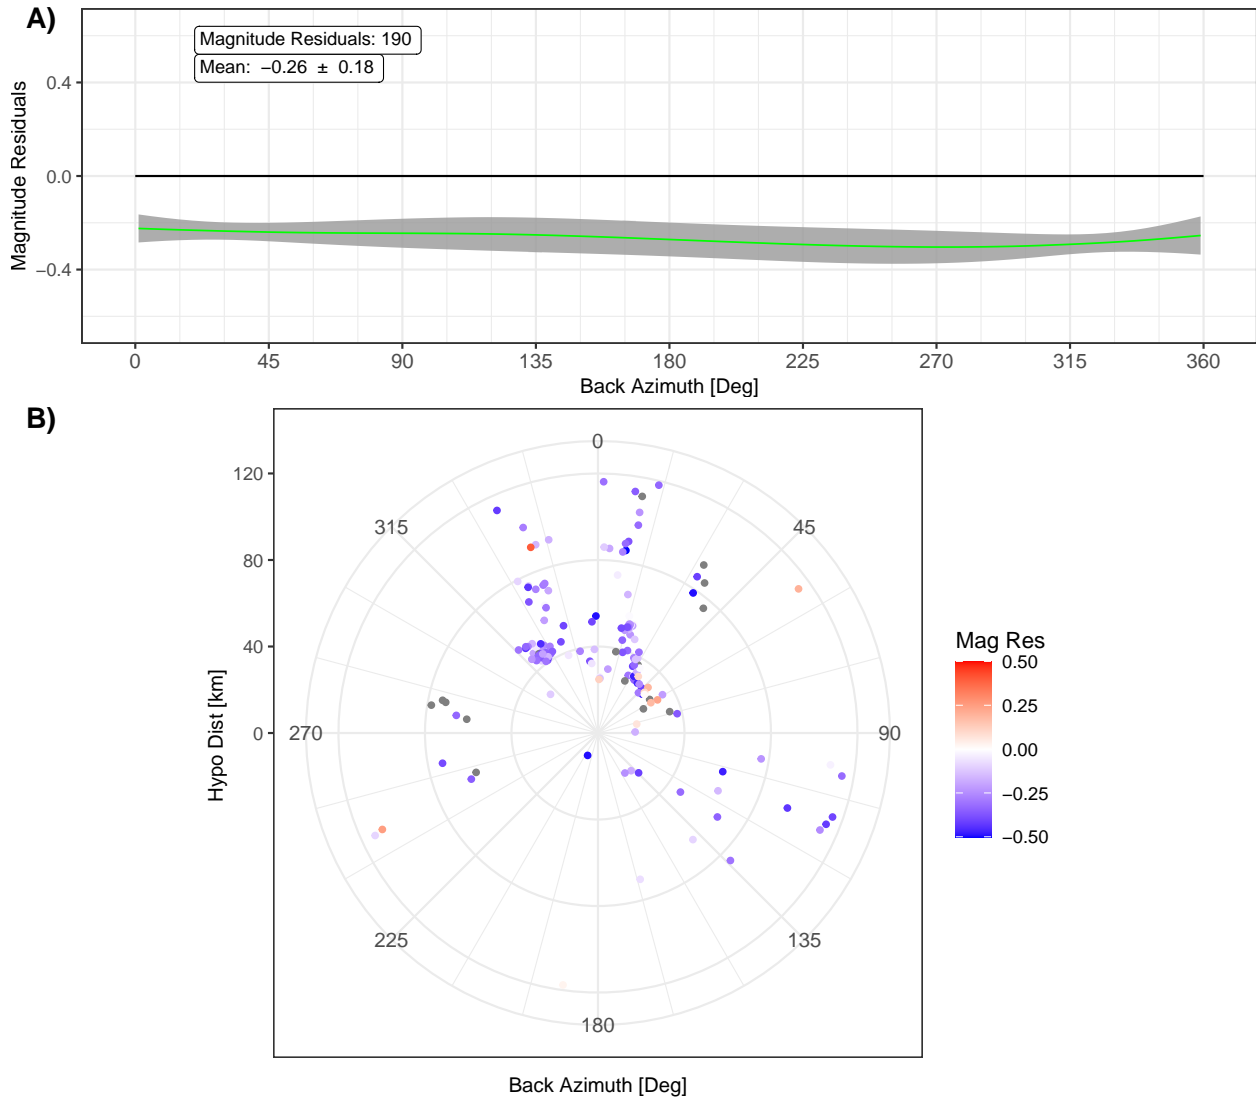 A)
Magnitude Residuals: 190
Mean: −0.26 ± 0.18
0.4
0.0
−0.4
Magnitude Residuals
0 45 90 135 180 225 270 315 360
Back Azimuth [Deg]
B)
0
45
90
135
180
225
270
315
120
80
40
0
Hypo Dist [km]
Back Azimuth [Deg]
Mag Res
0.50
0.25
0.00
−0.25
−0.50